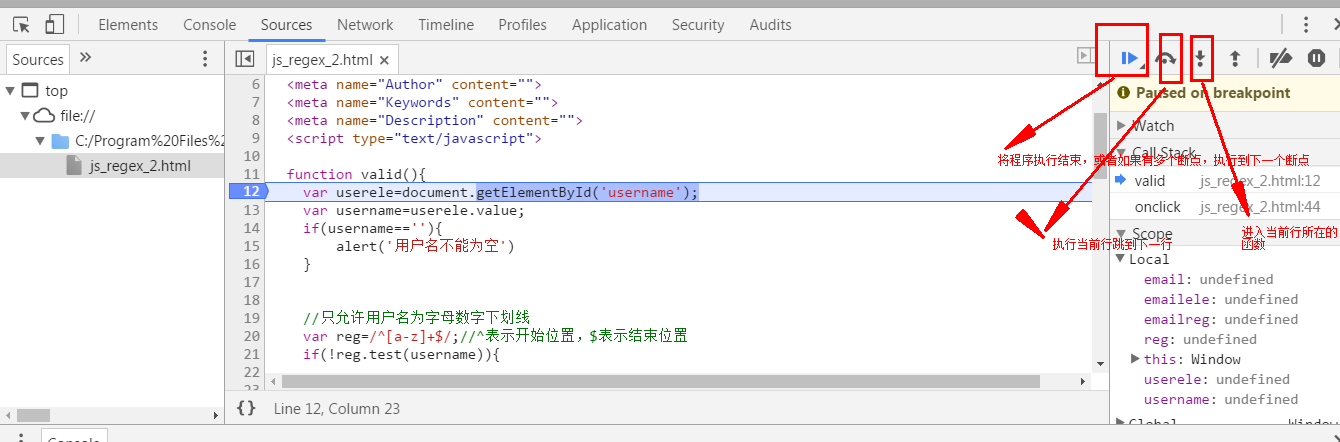 Elements Console Sources Network Timeline Profiles Application Security Audits
Sources
js_regex_2.html
top
file://
C:/Program%20Files%
js_regex_2.html
6 <meta name="Author" content="">
7 <meta name="Keywords" content="">
8 <meta name="Description" content="">
9 <script type="text/javascript">
10
11 function valid(){
12 var userele=document.getElementById('username');
13 var username=userele.value;
14 if(username==''){
15 alert('用户名不能为空')
16 }
17
18
19 //只允许用户名为字母数字下划线
20 var reg=/^[a-z]+$/;//^表示开始位置，$表示结束位置
21 if(!reg.test(username)){
22
23
{} Line 12, Column 23
Paused on breakpoint
Watch
Call Stack
将程序执行结束，或者如果有多个断点，执行到下一个断点
valid js_regex_2.html:12
onclick js_regex_2.html:44
Scope
执行当前行跳到下一行
进入当前行所在的
函数
Local
email: undefined
emailele: undefined
emailreg: undefined
reg: undefined
this: Window
userele: undefined
username: undefined
Global Window
Console